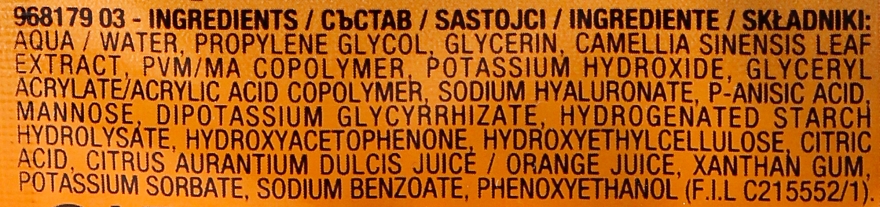 968179 03 - INGREDIENTS / СЪСТАВ / SASTOJCI / INGREDIENTE / SKŁADNIKI:
AQUA / WATER, PROPYLENE GLYCOL, GLYCERIN, CAMELLIA SINENSIS LEAF
EXTRACT, PVM/MA COPOLYMER, POTASSIUM HYDROXIDE, GLYCERYL
ACRYLATE/ACRYLIC ACID COPOLYMER, SODIUM HYALURONATE, P-ANISIC ACID,
MANNOSE, DIPOTASSIUM GLYCYRRHIZATE, HYDROGENATED STARCH
HYDROLYSATE, HYDROXYACETOPHENONE, HYDROXYETHYLCELLULOSE, CITRIC
ACID, CITRUS AURANTIUM DULCIS JUICE / ORANGE JUICE, XANTHAN GUM,
POTASSIUM SORBATE, SODIUM BENZOATE, PHENOXYETHANOL (F.I.L C215552/1).